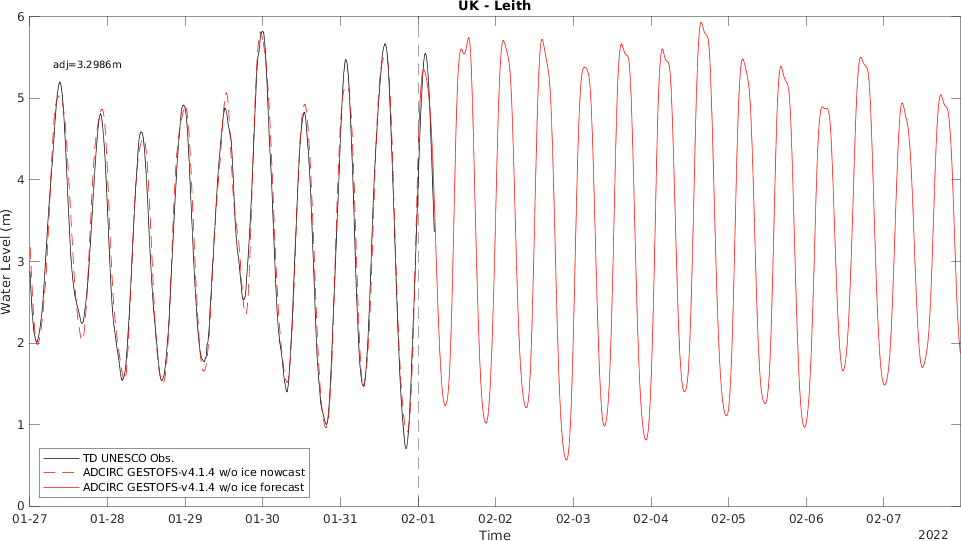 UK - Leith
6
adj=3.2986m
5
4
3
2
1
0
Water Level (m)
TD UNESCO Obs.
ADCIRC GESTOFS-v4.1.4 w/o ice nowcast
ADCIRC GESTOFS-v4.1.4 w/o ice forecast
01-27 01-28 01-29 01-30 01-31 02-01 02-02 02-03 02-04 02-05 02-06 02-07
Time
2022